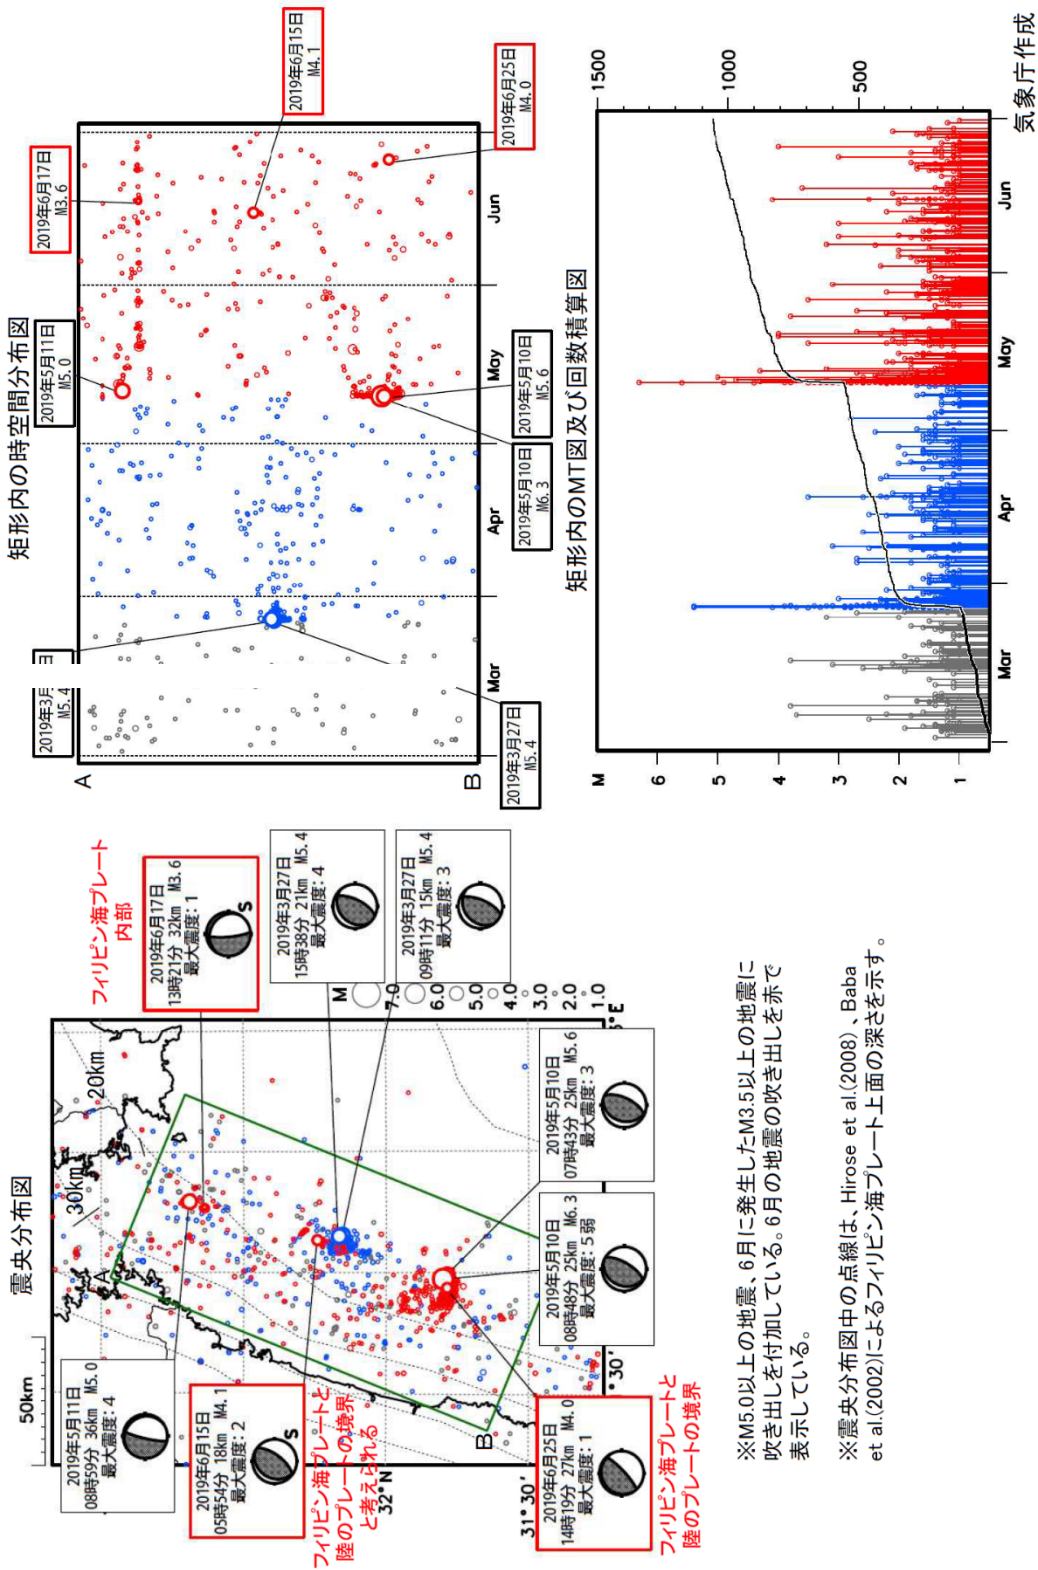 震央分布図
50km
30km
20km
A
B
32°N
31° 30′
30′
°E
M
7.0
6.0
5.0
4.0
3.0
2.0
1.0
2019年5月11日
08時59分 36km M5.0
最大震度：4
2019年6月15日
05時54分 18km M4.1
最大震度：2
S
フィリピン海プレートと
陸のプレートの境界
と考えられる
2019年6月25日
14時19分 27km M4.0
最大震度：1
フィリピン海プレートと
陸のプレートの境界
フィリピン海プレート
内部
2019年6月17日
13時21分 32km M3.6
最大震度：1
S
2019年3月27日
15時38分 21km M5.4
最大震度：4
2019年3月27日
09時11分 15km M5.4
最大震度：3
2019年5月10日
07時43分 25km M5.6
最大震度：3
2019年5月10日
08時48分 25km M6.3
最大震度：5弱
※M5.0以上の地震、6月に発生したM3.5以上の地震に
吹き出しを付加している。6月の地震の吹き出しを赤で
表示している。
※震央分布図中の点線は、Hirose et al.(2008)、Baba
et al.(2002)によるフィリピン海プレート上面の深さを示す。
矩形内の時空間分布図
A
B
2019年3月
日
M5.4
2019年5月11日
M5.0
2019年6月17日
M3.6
2019年6月15日
M4.1
2019年6月25日
M4.0
2019年3月27日
M5.4
2019年5月10日
M6.3
2019年5月10日
M5.6
Mar
Apr
May
Jun
矩形内のMT図及び回数積算図
M
6
5
4
3
2
1
1500
1000
500
Mar
Apr
May
Jun
気象庁作成